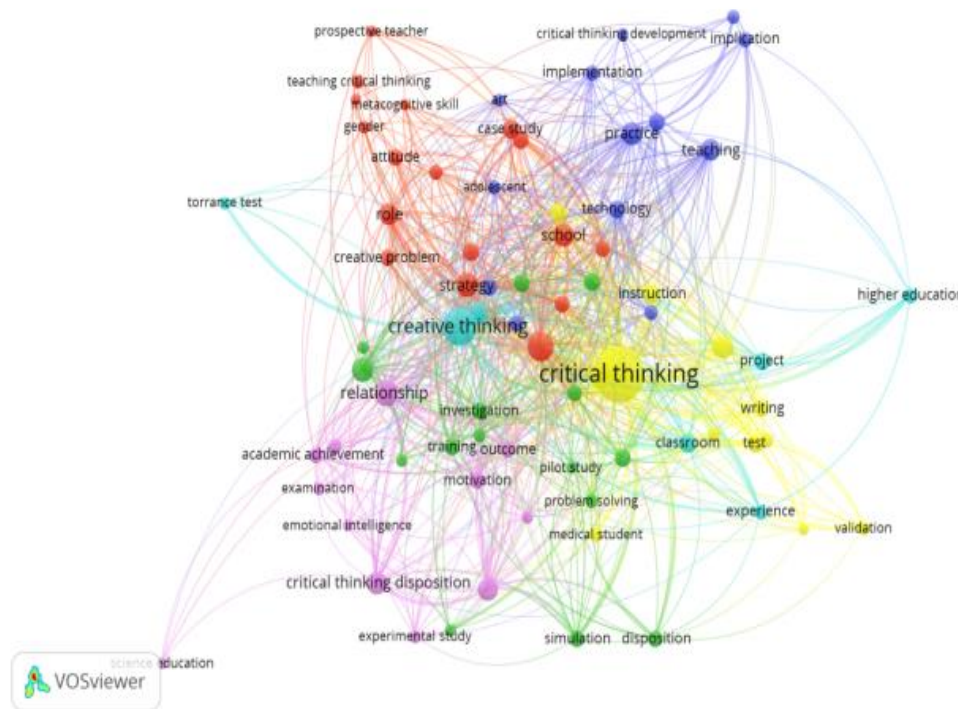 prospective teacher
critical thinking development
implication
teaching critical thinking
implementation
metacognitive skill
art
gender
case study
practice
attitude
teaching
adolescent
torrance test
role
technology
school
creative problem
strategy
instruction
higher education
creative thinking
critical thinking
project
relationship
investigation
writing
academic achievement
training
outcome
classroom
test
pilot study
examination
motivation
problem solving
experience
emotional intelligence
medical student
validation
critical thinking disposition
experimental study
simulation
disposition
science education
VOSviewer